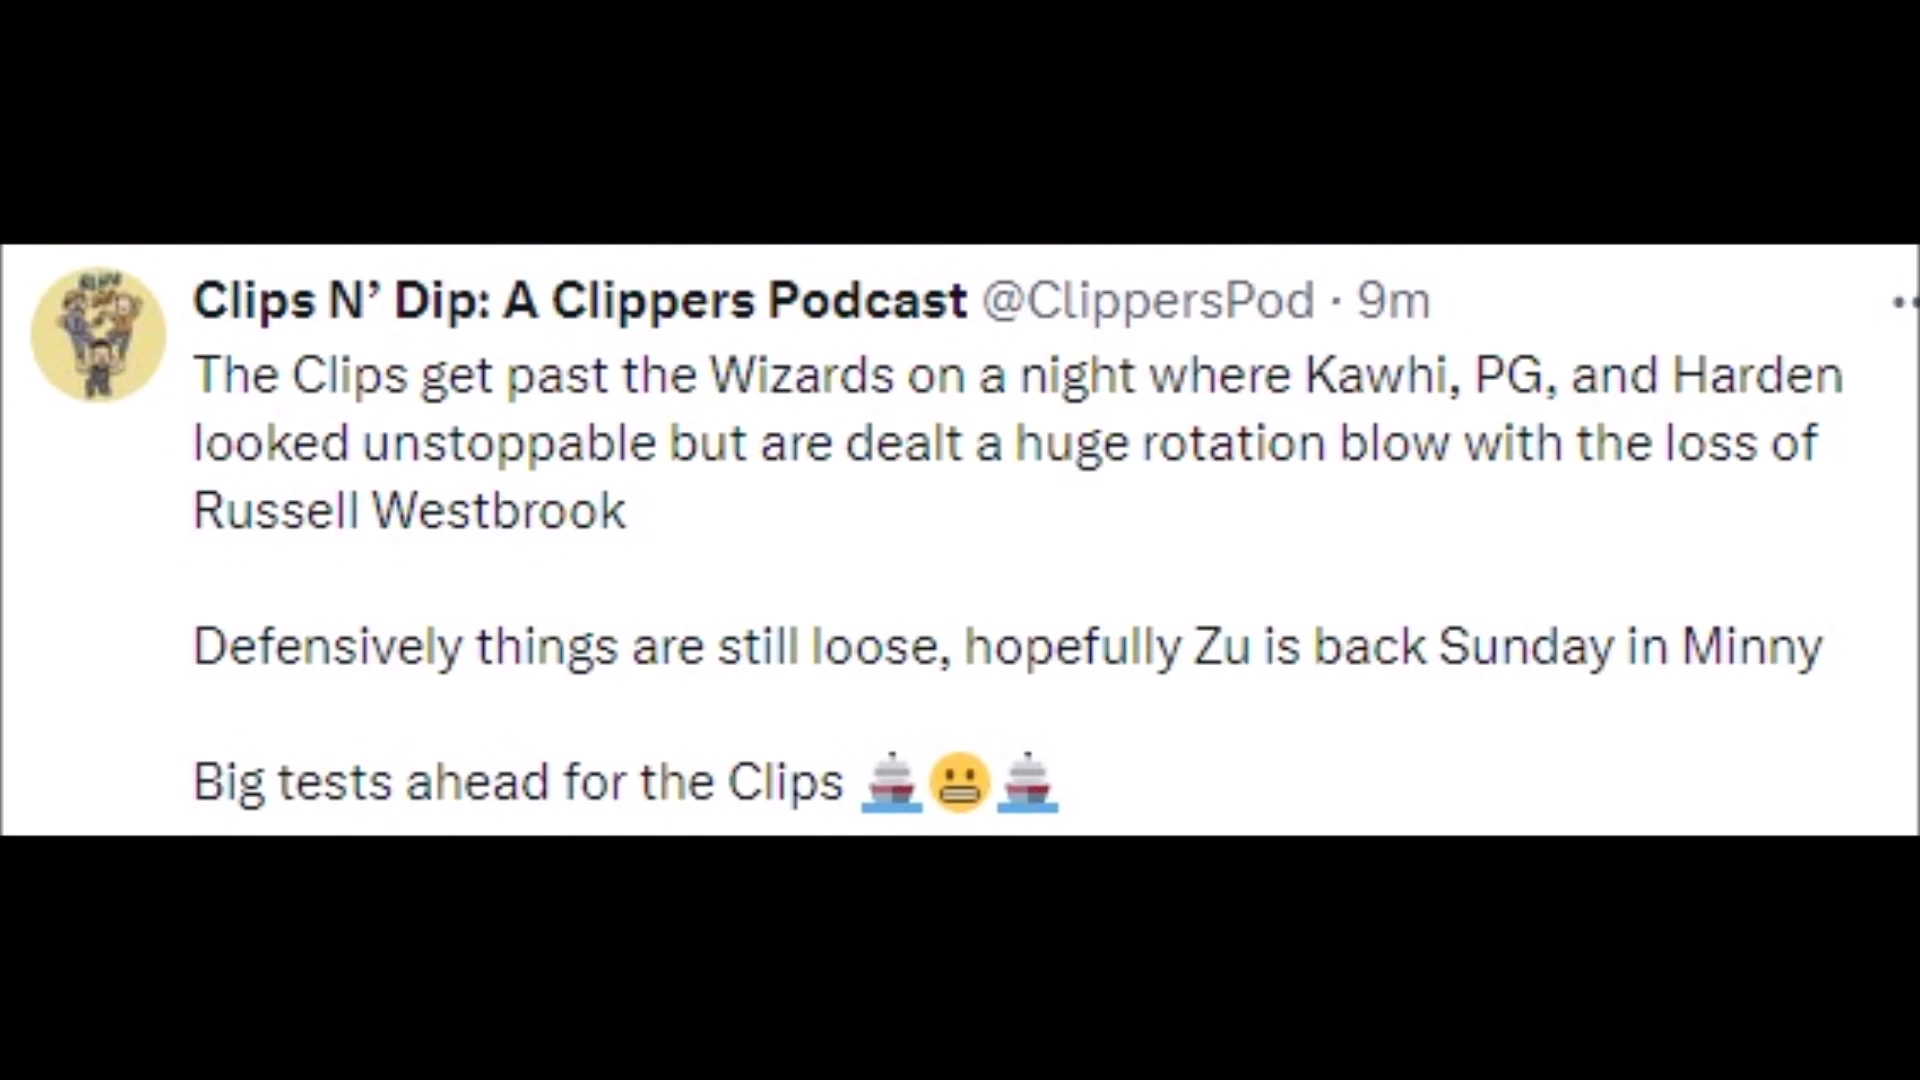 Clips N’ Dip: A Clippers Podcast @ClippersPod · 9m
The Clips get past the Wizards on a night where Kawhi, PG, and Harden
looked unstoppable but are dealt a huge rotation blow with the loss of
Russell Westbrook
Defensively things are still loose, hopefully Zu is back Sunday in Minny
Big tests ahead for the Clips 🛳️😬🛳️